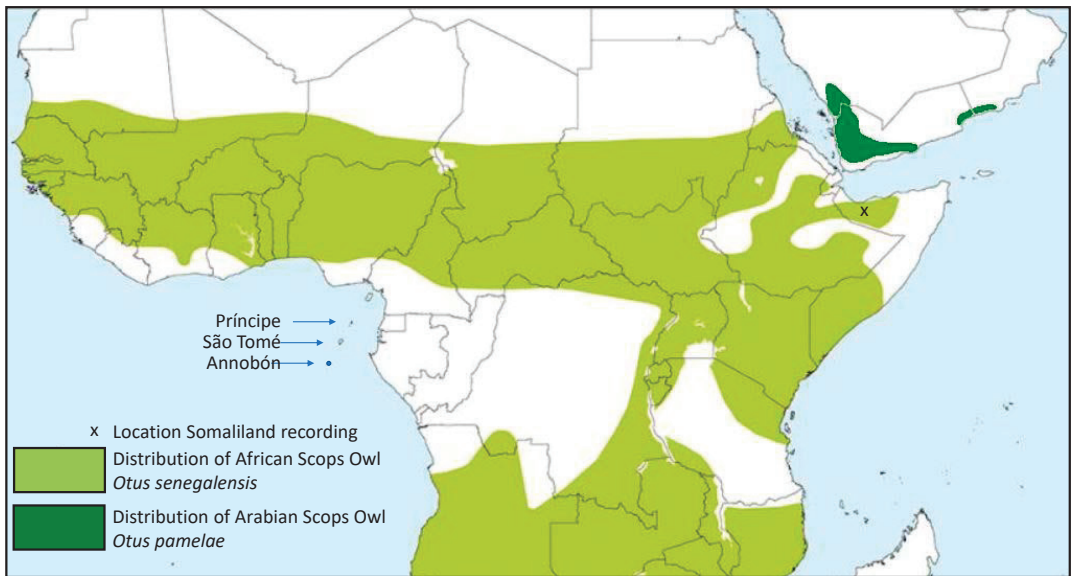 x
Príncipe
São Tomé
Annobón
x Location Somaliland recording
Distribution of African Scops Owl
Otus senegalensis
Distribution of Arabian Scops Owl
Otus pamelae